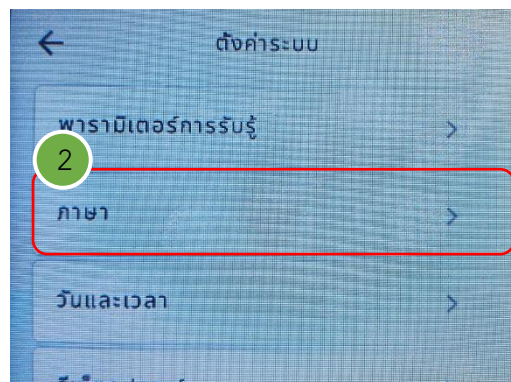 ตั้งค่าระบบ
พารามิเตอร์การรับรู้
2
ภาษา
วันและเวลา